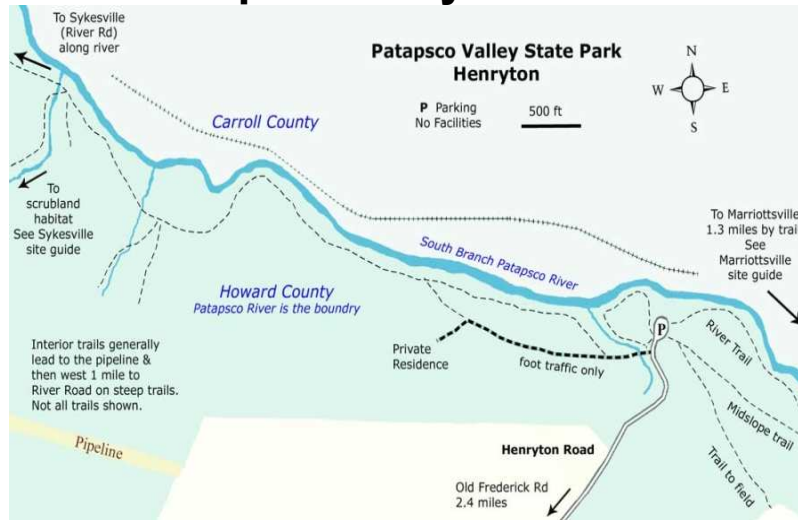 To Sykesville
(River Rd)
along river
Patapsco Valley State Park
Henryton
P Parking
No Facilities
500 ft
N
W
E
S
Carroll County
To
scrubland
habitat
See Sykesville
site guide
To Marriottsville
1.3 miles by trail
See
Marriottsville
site guide
South Branch Patapsco River
Howard County
Patapsco River is the boundry
P
River Trail
Interior trails generally
lead to the pipeline &
then west 1 mile to
River Road on steep trails.
Not all trails shown.
Private
Residence
foot traffic only
Midslope trail
Pipeline
Henryton Road
Trail to field
Old Frederick Rd
2.4 miles